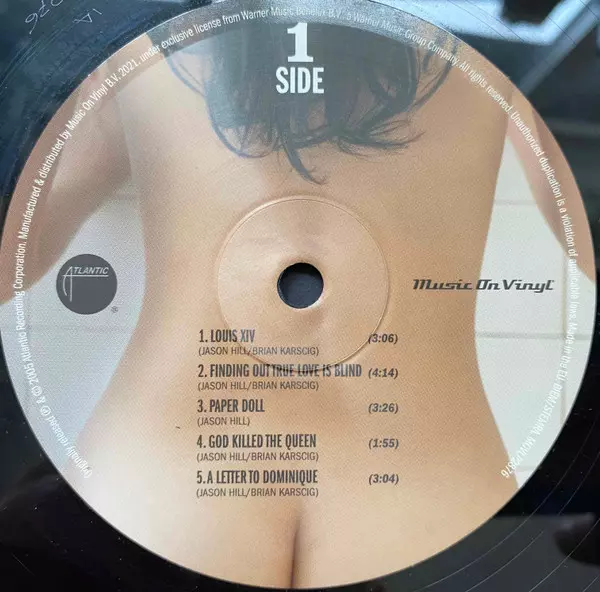 1
SIDE
ATLANTIC
®
Music On Vinyl
1. LOUIS XIV (3:06)
(JASON HILL/BRIAN KARSCIG)
2. FINDING OUT TRUE LOVE IS BLIND (4:14)
(JASON HILL/BRIAN KARSCIG)
3. PAPER DOLL (3:26)
(JASON HILL)
4. GOD KILLED THE QUEEN (1:55)
(JASON HILL/BRIAN KARSCIG)
5. A LETTER TO DOMINIQUE (3:04)
(JASON HILL/BRIAN KARSCIG)
Originally released ℗ & © 2005 Atlantic Recording Corporation. Manufactured & distributed by Music On Vinyl B.V. 2021, under exclusive license from Warner Music Benelux B.V., a Warner Music Group Company. All rights reserved. Unauthorized duplication is a violation of applicable laws. Made in the EU.